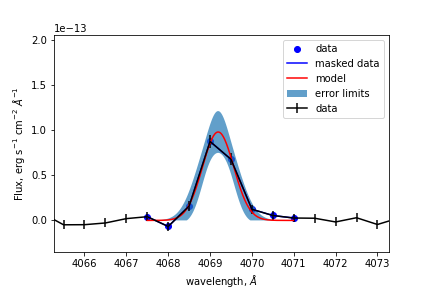 1e−13
2.0
1.5
1.0
0.5
0.0
Flux, erg s⁻¹ cm⁻² Å⁻¹
data
masked data
model
error limits
data
4066 4067 4068 4069 4070 4071 4072 4073
wavelength, Å